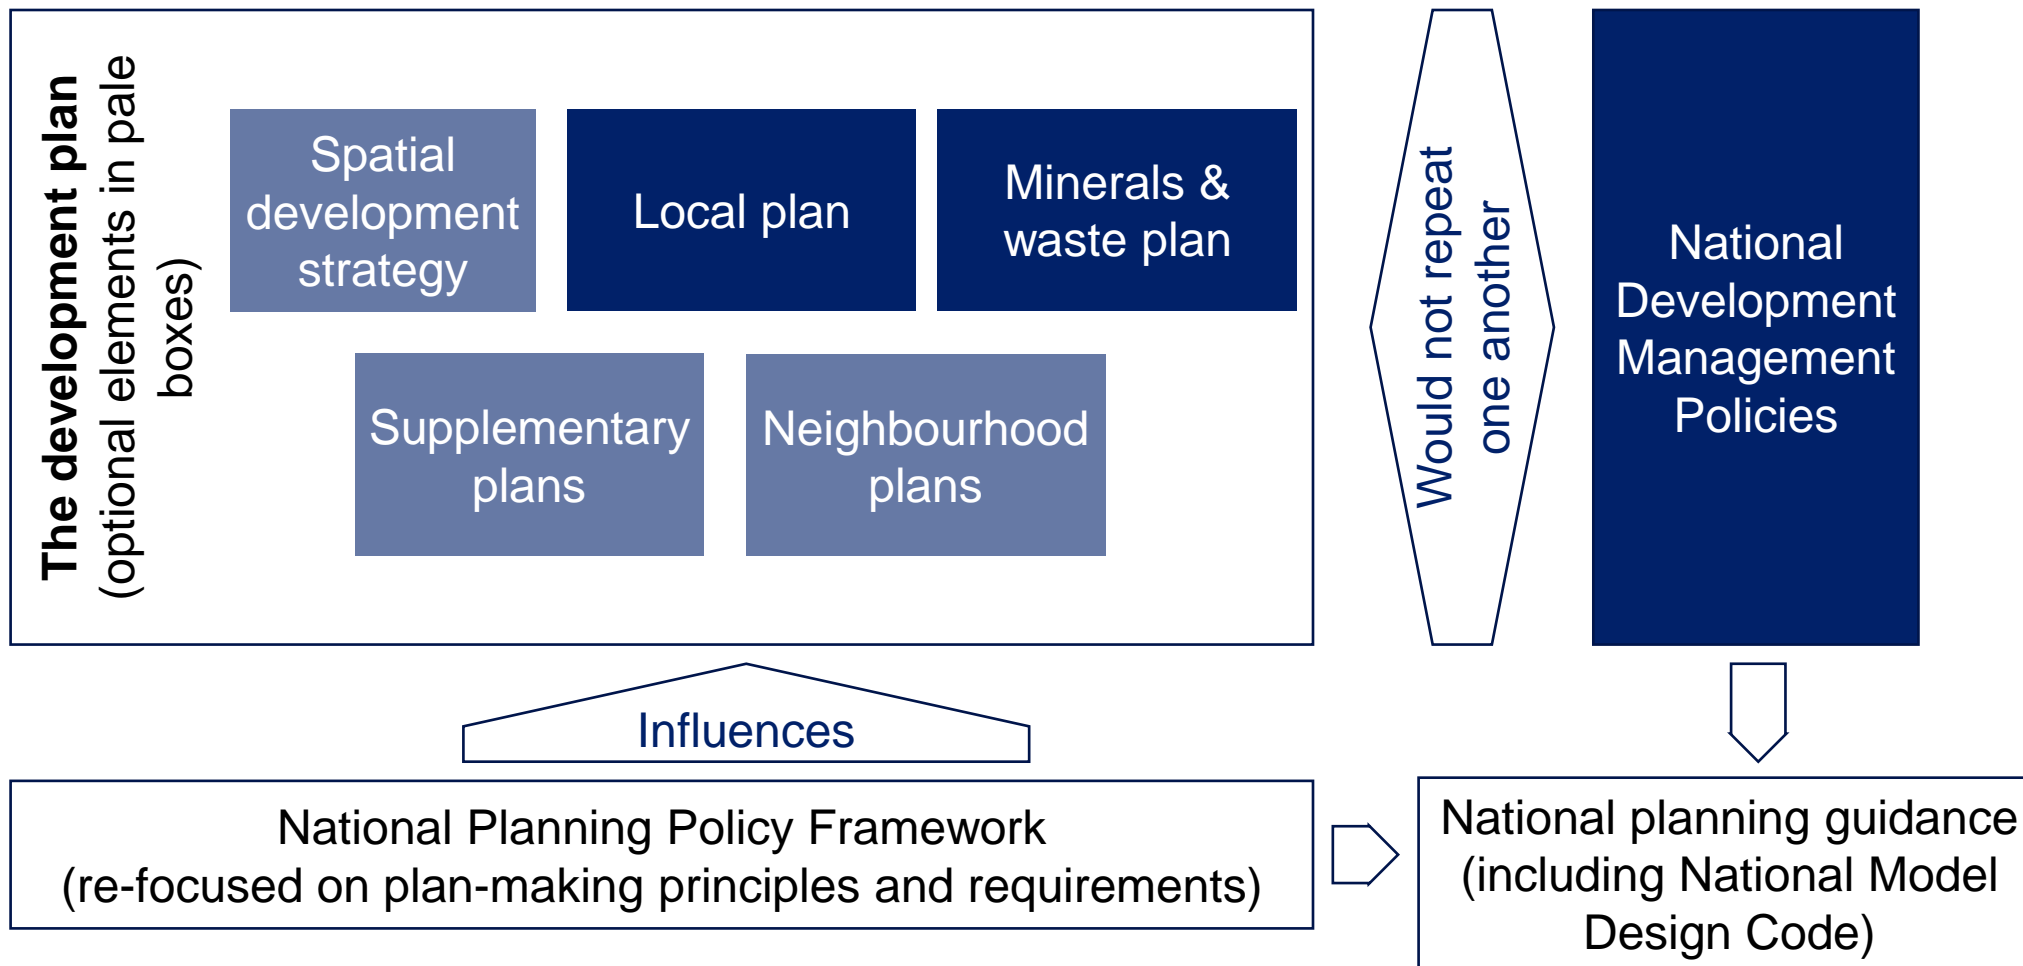 The development plan
(optional elements in pale
boxes)
Spatial
development
strategy
Local plan
Minerals &
waste plan
Supplementary
plans
Neighbourhood
plans
Would not repeat
one another
National
Development
Management
Policies
Influences
National Planning Policy Framework
(re-focused on plan-making principles and requirements)
National planning guidance
(including National Model
Design Code)